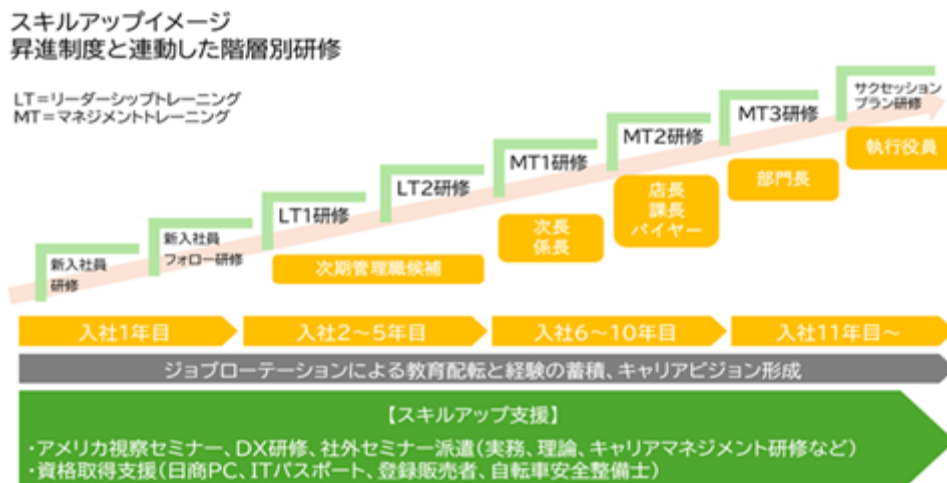 スキルアップイメージ
昇進制度と連動した階層別研修
LT=リーダーシップトレーニング
MT=マネジメントトレーニング
新入社員
研修
新入社員
フォロー研修
LT1研修
LT2研修
MT1研修
MT2研修
MT3研修
サクセッション
プラン研修
次期管理職候補
次長
係長
店長
課長
バイヤー
部門長
執行役員
入社1年目
入社2～5年目
入社6～10年目
入社11年目～
ジョブローテーションによる教育配転と経験の蓄積、キャリアビジョン形成
【スキルアップ支援】
・アメリカ視察セミナー、DX研修、社外セミナー派遣(実務、理論、キャリアマネジメント研修など)
・資格取得支援(日商PC、ITパスポート、登録販売者、自転車安全整備士)